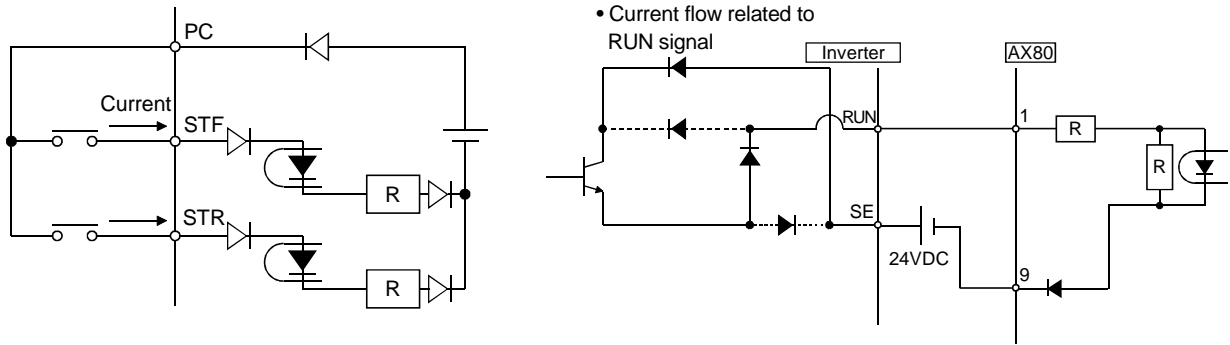 PC
Current
STF
R
STR
R
• Current flow related to
RUN signal
Inverter
AX80
RUN
1
R
R
SE
24VDC
9